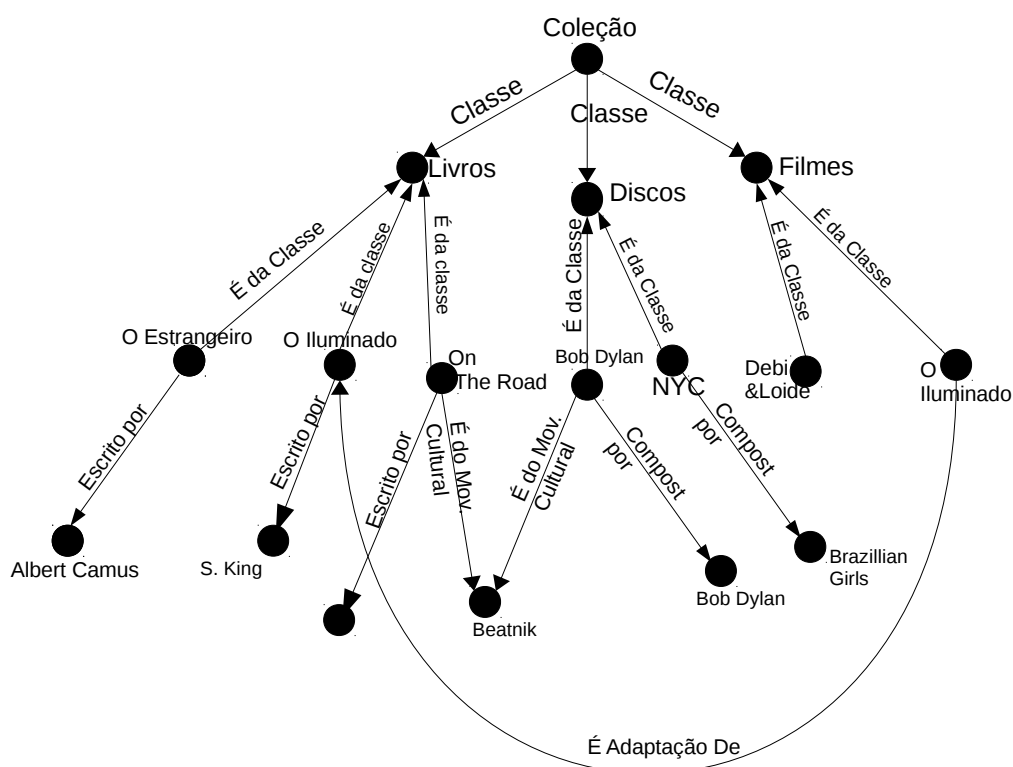 Coleção
Classe
Classe
Classe
Livros
Discos
Filmes
É da Classe
É da classe
É da classe
É da Classe
É da Classe
É da Classe
É da Classe
O Estrangeiro
O Iluminado
On
The Road
Bob Dylan
NYC
Debi
&Loide
O
Iluminado
Escrito por
Escrito por
Escrito por
É do Mov.
Cultural
É do Mov.
Cultural
Compost
por
Compost
por
Albert Camus
S. King
Beatnik
Bob Dylan
Brazillian
Girls
É Adaptação De